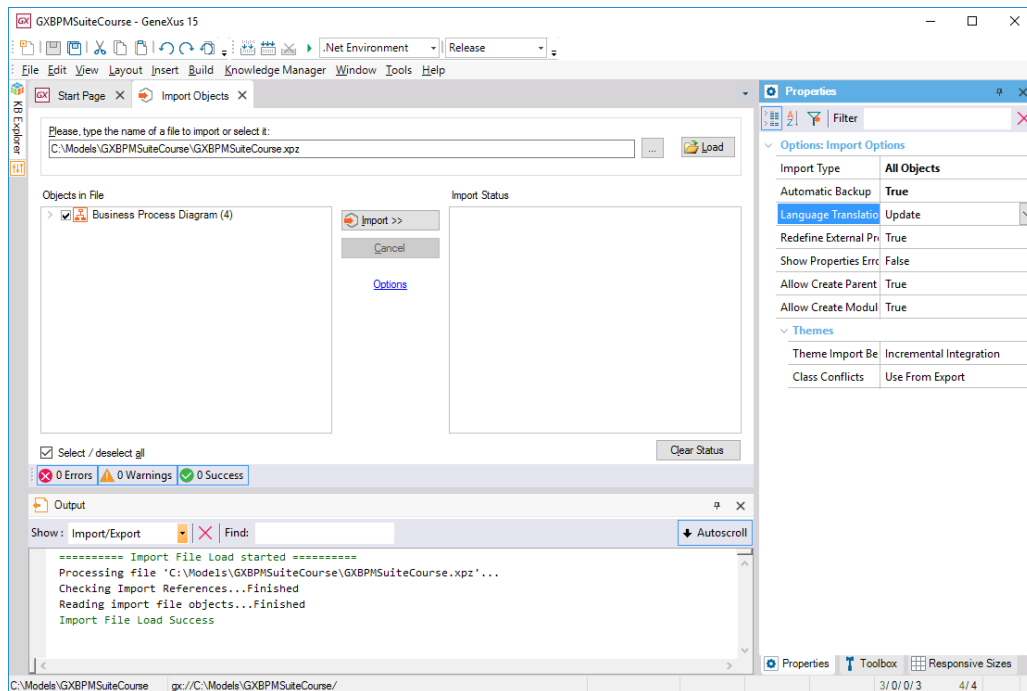 GXBPMSuiteCourse - GeneXus 15
.Net Environment Release
File Edit View Layout Insert Build Knowledge Manager Window Tools Help
KB Explorer
Start Page Import Objects
Please, type the name of a file to import or select it:
C:\Models\GXBPMSuiteCourse\GXBPMSuiteCourse.xpz
... Load
Objects in File Import Status
Business Process Diagram (4)
Import >>
Cancel
Options
Select / deselect all
Clear Status
0 Errors 0 Warnings 0 Success
Output
Show : Import/Export Find: Autoscroll
========== Import File Load started ==========
Processing file 'C:\Models\GXBPMSuiteCourse\GXBPMSuiteCourse.xpz'...
Checking Import References...Finished
Reading import file objects...Finished
Import File Load Success
Properties
Filter
Options: Import Options
Import Type All Objects
Automatic Backup True
Language Translatio Update
Redefine External Pr True
Show Properties Erro False
Allow Create Parent True
Allow Create Modul True
Themes
Theme Import Be Incremental Integration
Class Conflicts Use From Export
Properties Toolbox Responsive Sizes
C:\Models\GXBPMSuiteCourse gx://C:\Models\GXBPMSuiteCourse/ 3/0/0/3 4/4